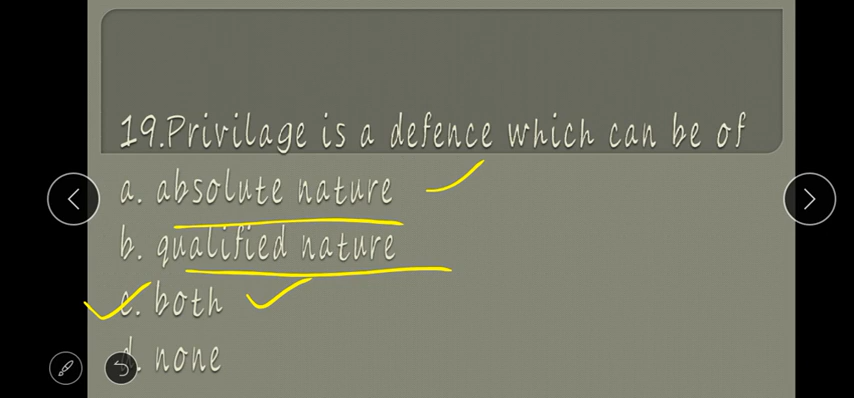 19.Privilage is a defence which can be of
a. absolute nature
b. qualified nature
c. both
d. none